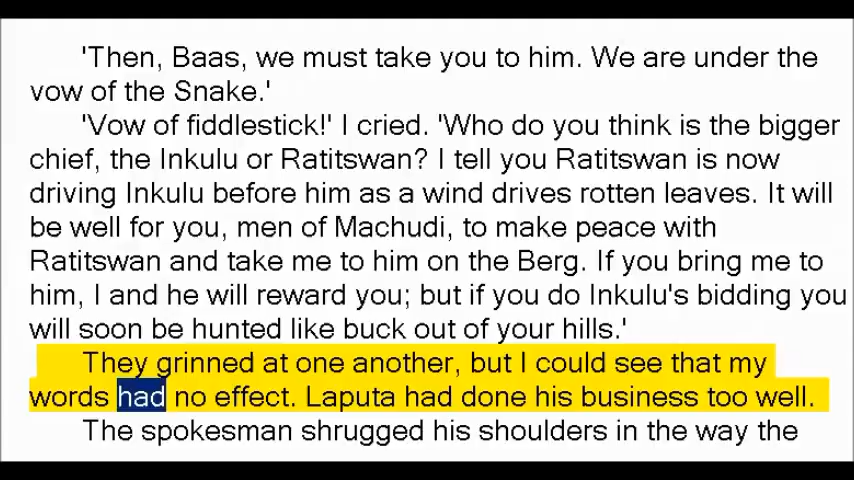 'Then, Baas, we must take you to him. We are under the
vow of the Snake.'
'Vow of fiddlestick!' I cried. 'Who do you think is the bigger
chief, the Inkulu or Ratitswan? I tell you Ratitswan is now
driving Inkulu before him as a wind drives rotten leaves. It will
be well for you, men of Machudi, to make peace with
Ratitswan and take me to him on the Berg. If you bring me to
him, I and he will reward you; but if you do Inkulu's bidding you
will soon be hunted like buck out of your hills.'
They grinned at one another, but I could see that my
words had no effect. Laputa had done his business too well.
The spokesman shrugged his shoulders in the way the